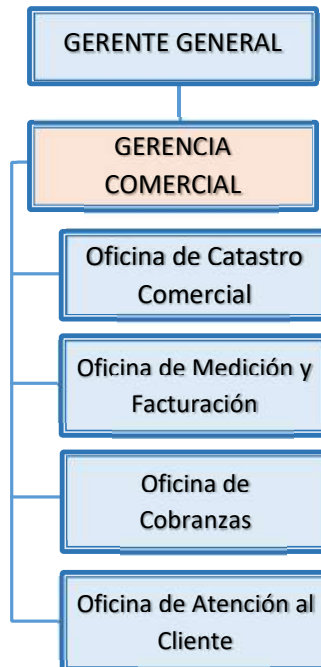 GERENTE GENERAL
GERENCIA
COMERCIAL
Oficina de Catastro
Comercial
Oficina de Medición y
Facturación
Oficina de
Cobranzas
Oficina de Atención al
Cliente